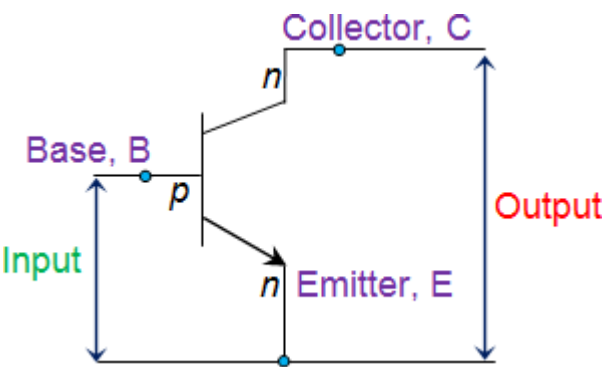 Collector, C
n
Base, B
p
Output
Input
n
Emitter, E